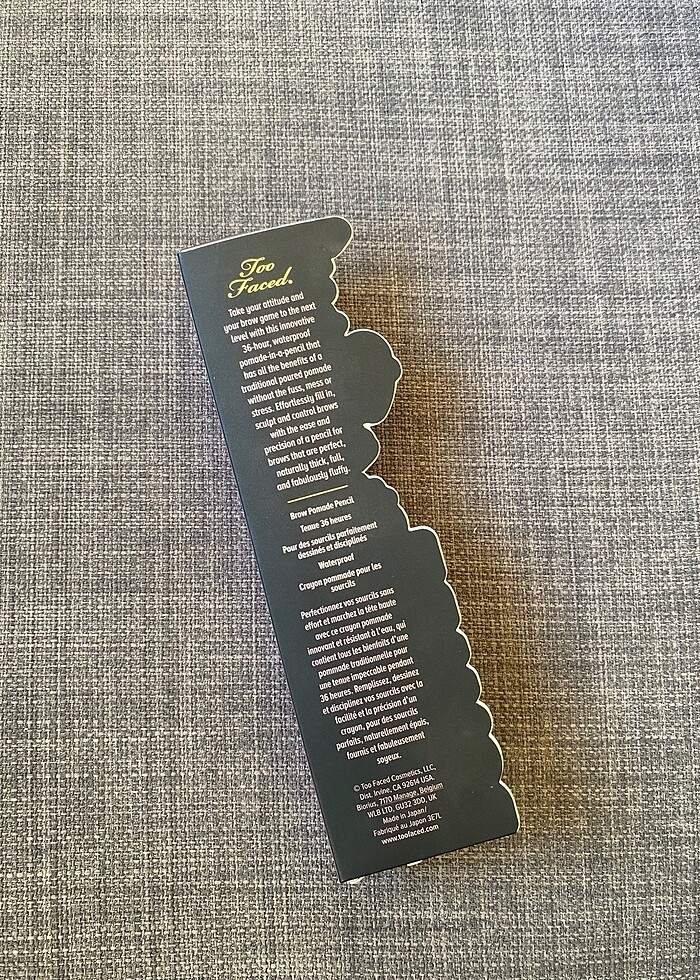 Too
Faced.
Take your attitude and
your brow game to the next
level with this innovative
36-hour, waterproof
pomade-in-a-pencil that
has all the benefits of a
traditional poured pomade
without the fuss, mess or
stress. Effortlessly fill in,
sculpt and control brows
with the ease and
precision of a pencil for
brows that are perfect,
naturally thick, full,
and fabulously fluffy.
Brow Pomade Pencil
Tenue 36 heures
Pour des sourcils parfaitement
dessinés et disciplinés
Waterproof
Crayon pommade pour les
sourcils
Perfectionnez vos sourcils sans
effort et marchez la tête haute
avec ce crayon pommade
innovant et résistant à l'eau, qui
contient tous les bienfaits d'une
pommade traditionnelle pour
une tenue impeccable pendant
36 heures. Remplissez, dessinez
et disciplinez vos sourcils avec la
facilité et la précision d'un
crayon, pour des sourcils
parfaits, naturellement épais,
fournis et fabuleusement
soyeux.
© Too Faced Cosmetics, LLC,
Dist. Irvine, CA 92614 USA.
Biorius, 7170 Manage, Belgium
WLB LTD, GU32 3DD, UK
Made in Japan/
Fabriqué au Japon 3E7L
www.toofaced.com